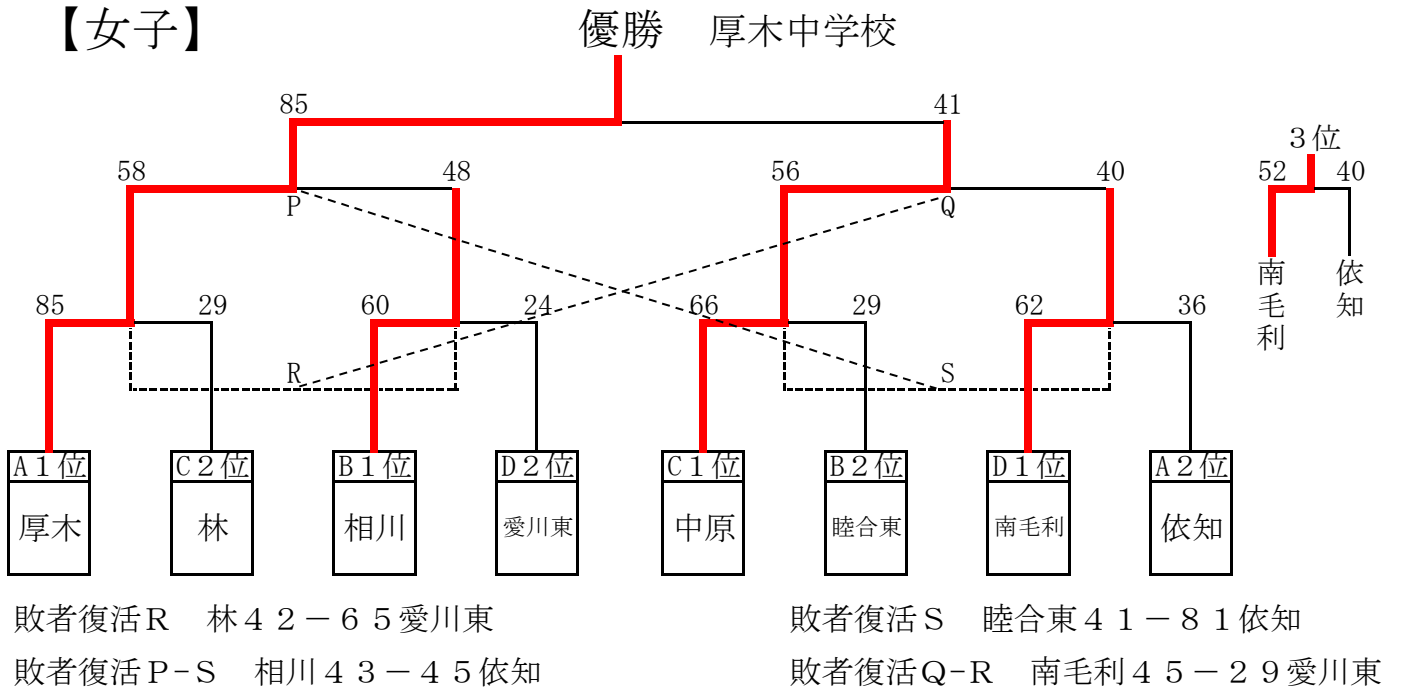 【女子】
優勝　厚木中学校
85
41
58
48
56
40
３位
52
40
P
Q
南毛利
依知
85
29
60
24
66
29
62
36
R
S
A１位
C２位
B１位
D２位
C１位
B２位
D１位
A２位
厚木
林
相川
愛川東
中原
睦合東
南毛利
依知
敗者復活Ｒ　林４２－６５愛川東
敗者復活Ｓ　睦合東４１－８１依知
敗者復活Ｐ-Ｓ　相川４３－４５依知
敗者復活Ｑ-Ｒ　南毛利４５－２９愛川東